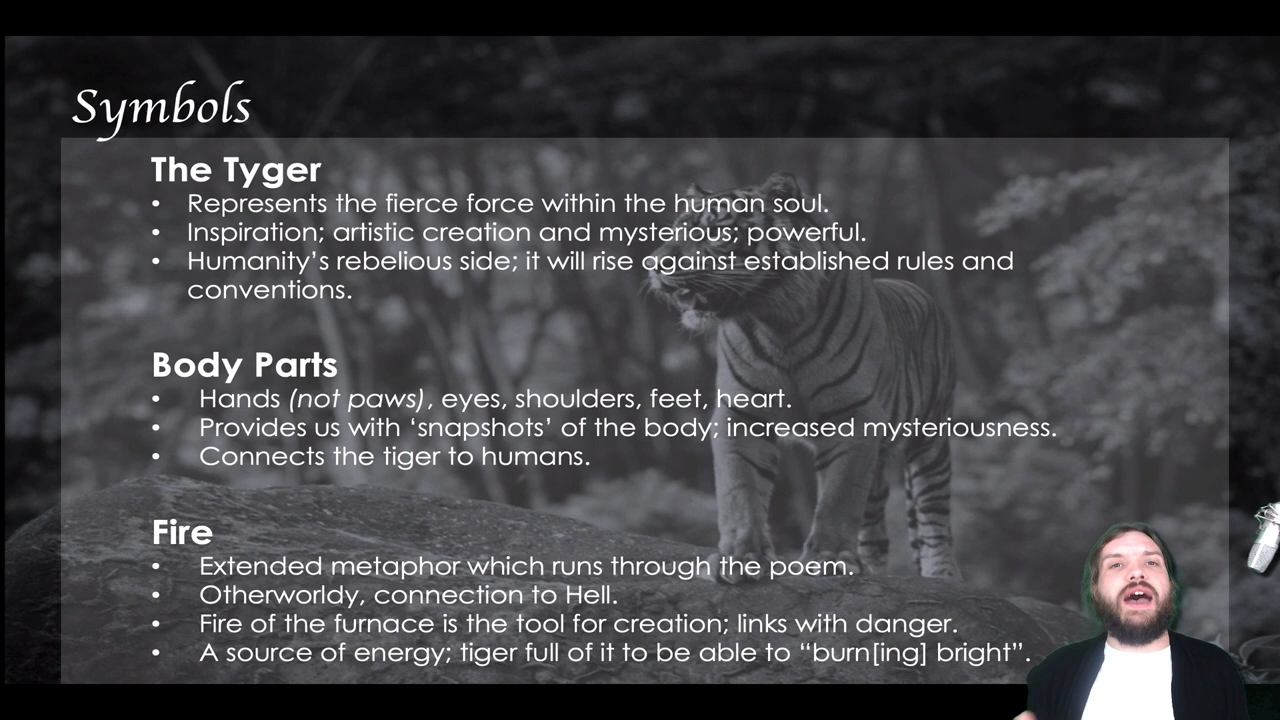 Symbols
The Tyger
• Represents the fierce force within the human soul.
• Inspiration; artistic creation and mysterious; powerful.
• Humanity’s rebelious side; it will rise against established rules and
conventions.
Body Parts
• Hands (not paws), eyes, shoulders, feet, heart.
• Provides us with ‘snapshots’ of the body; increased mysteriousness.
• Connects the tiger to humans.
Fire
• Extended metaphor which runs through the poem.
• Otherworldy, connection to Hell.
• Fire of the furnace is the tool for creation; links with danger.
• A source of energy; tiger full of it to be able to “burn[ing] bright”.